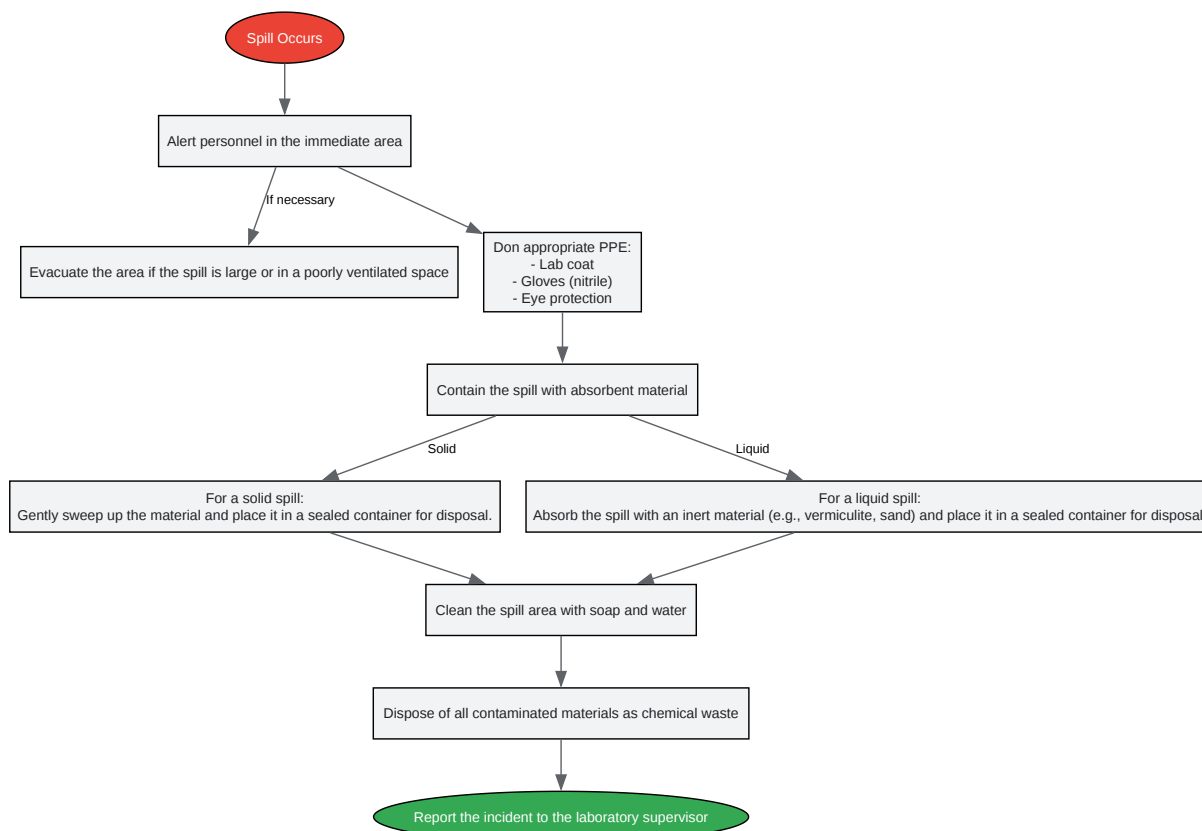 Spill Occurs
Alert personnel in the immediate area
If necessary
Evacuate the area if the spill is large or in a poorly ventilated space
Don appropriate PPE:
- Lab coat
- Gloves (nitrile)
- Eye protection
Contain the spill with absorbent material
Solid
Liquid
For a solid spill:
Gently sweep up the material and place it in a sealed container for disposal.
For a liquid spill:
Absorb the spill with an inert material (e.g., vermiculite, sand) and place it in a sealed container for disposal
Clean the spill area with soap and water
Dispose of all contaminated materials as chemical waste
Report the incident to the laboratory supervisor